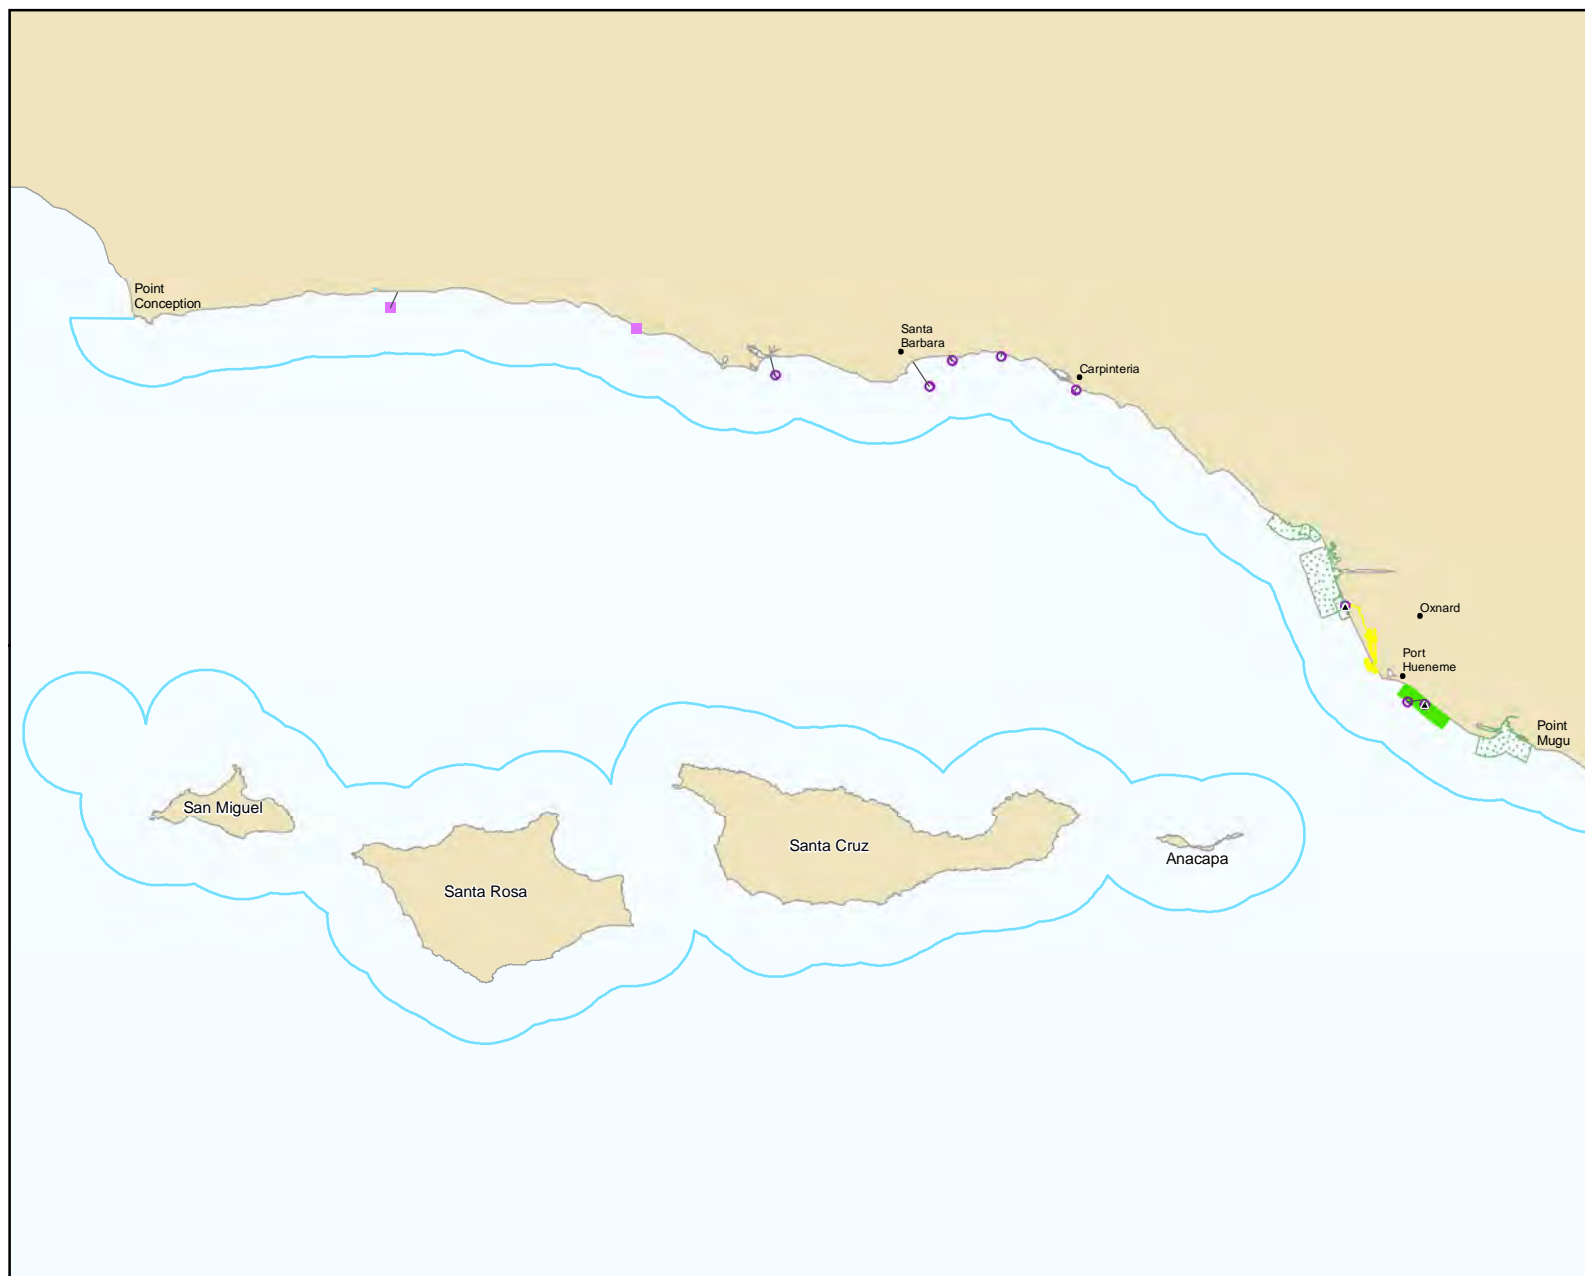 Point
Conception
Santa
Barbara
Carpinteria
Oxnard
Port
Hueneme
Point
Mugu
San Miguel
Santa Rosa
Santa Cruz
Anacapa